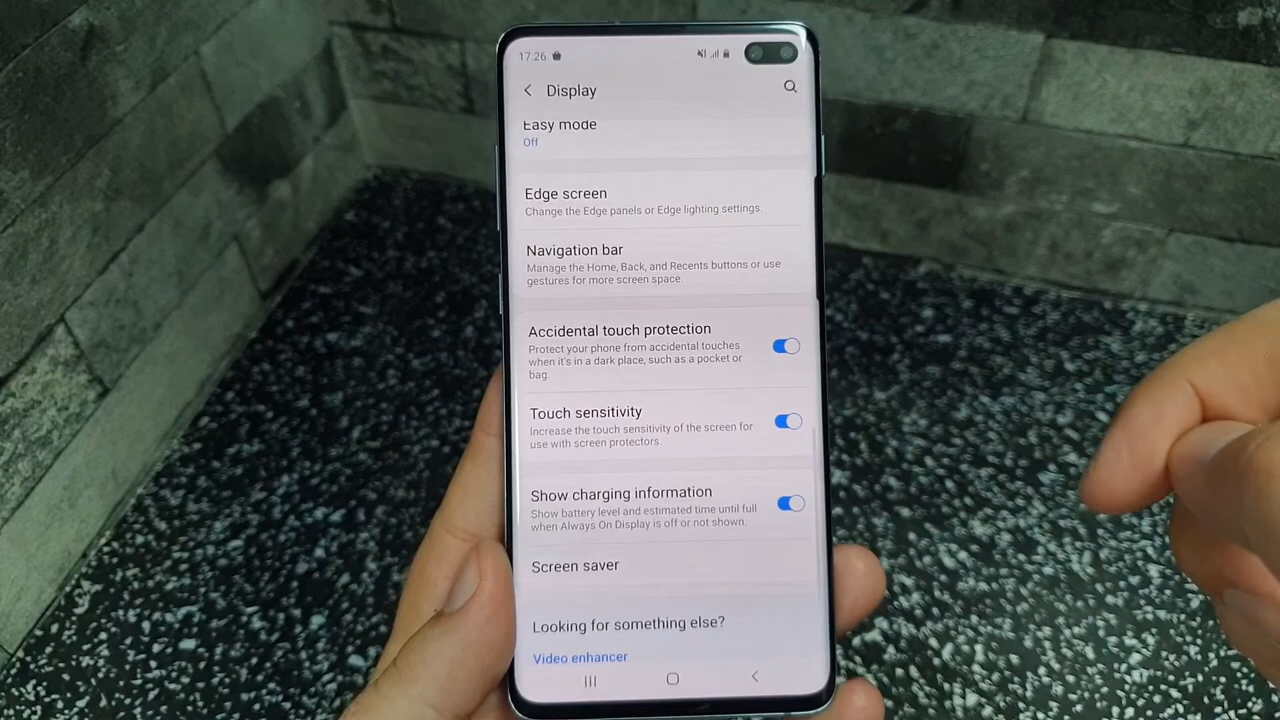 17:26
Display
Easy mode
Off
Edge screen
Change the Edge panels or Edge lighting settings.
Navigation bar
Manage the Home, Back, and Recents buttons or use
gestures for more screen space.
Accidental touch protection
Protect your phone from accidental touches
when it's in a dark place, such as a pocket or
bag.
Touch sensitivity
Increase the touch sensitivity of the screen for
use with screen protectors.
Show charging information
Show battery level and estimated time until full
when Always On Display is off or not shown.
Screen saver
Looking for something else?
Video enhancer